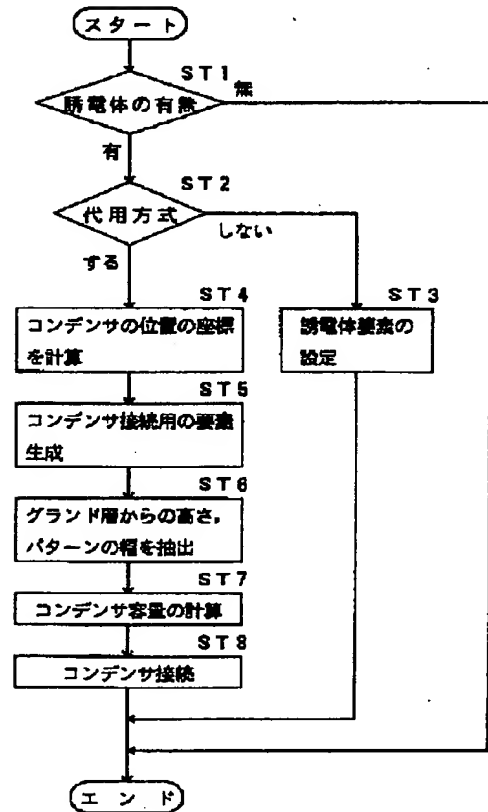 スタート
ST1
誘電体の有無
無
有
ST2
代用方式
しない
する
ST4
ST3
コンデンサの位置の座標
を計算
誘電体要素の
設定
ST5
コンデンサ接続用の要素
生成
ST6
グランド層からの高さ,
パターンの幅を抽出
ST7
コンデンサ容量の計算
ST8
コンデンサ接続
エンド